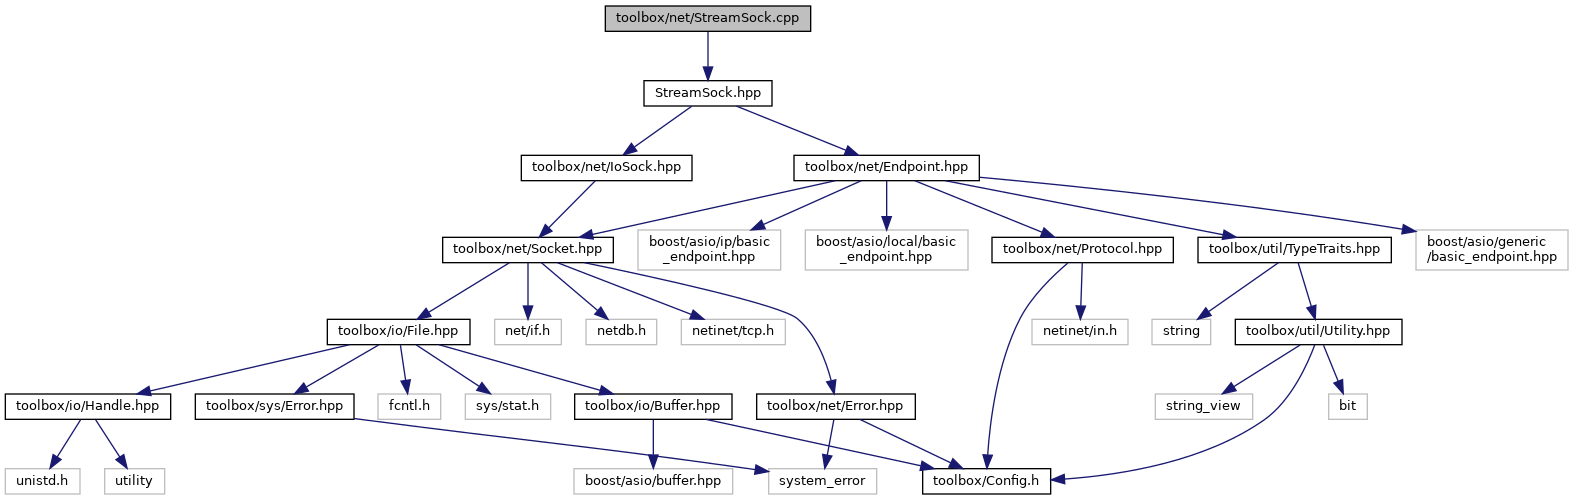 toolbox/net/StreamSock.cpp
StreamSock.hpp
toolbox/net/IoSock.hpp
toolbox/net/Endpoint.hpp
toolbox/net/Socket.hpp
boost/asio/ip/basic
_endpoint.hpp
boost/asio/local/basic
_endpoint.hpp
toolbox/net/Protocol.hpp
toolbox/util/TypeTraits.hpp
boost/asio/generic
/basic_endpoint.hpp
toolbox/io/File.hpp
net/if.h
netdb.h
netinet/tcp.h
netinet/in.h
string
toolbox/util/Utility.hpp
toolbox/io/Handle.hpp
toolbox/sys/Error.hpp
fcntl.h
sys/stat.h
toolbox/io/Buffer.hpp
toolbox/net/Error.hpp
string_view
bit
unistd.h
utility
boost/asio/buffer.hpp
system_error
toolbox/Config.h